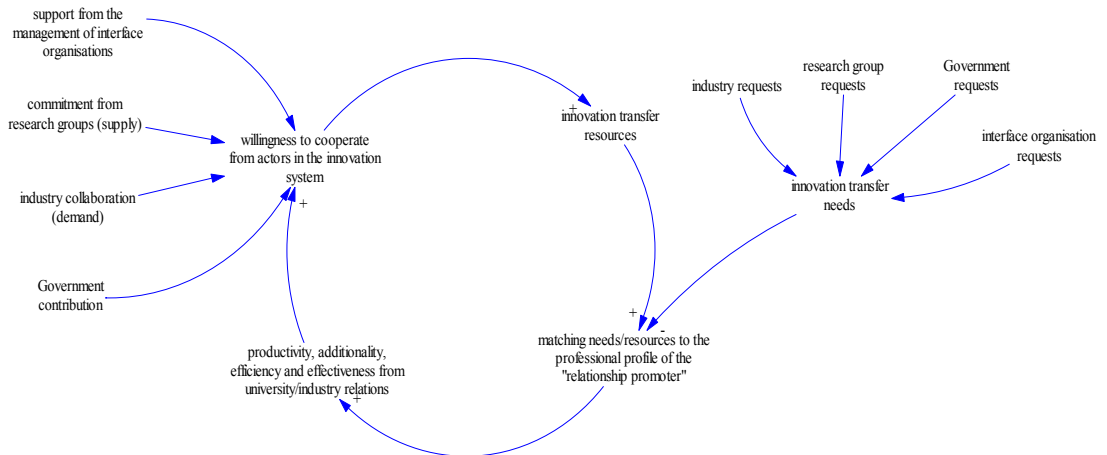 support from the
management of interface
organisations
commitment from
research groups (supply)
industry collaboration
(demand)
Government
contribution
willingness to cooperate
from actors in the innovation
system
+
+
innovation transfer
resources
industry requests
research group
requests
Government
requests
interface organisation
requests
innovation transfer
needs
+
-
matching needs/resources to the
professional profile of the
"relationship promoter"
productivity, additionality,
efficiency and effectiveness from
university/industry relations
+